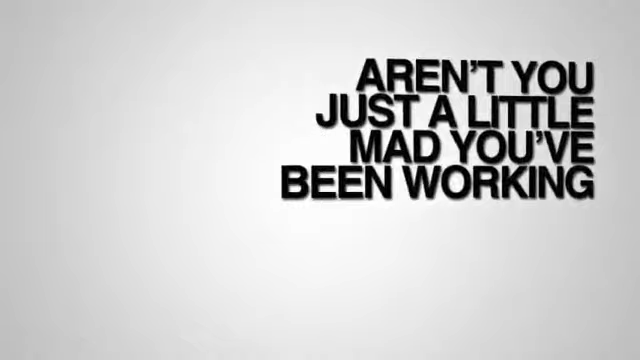 AREN'T YOU
JUST A LITTLE
MAD YOU'VE
BEEN WORKING